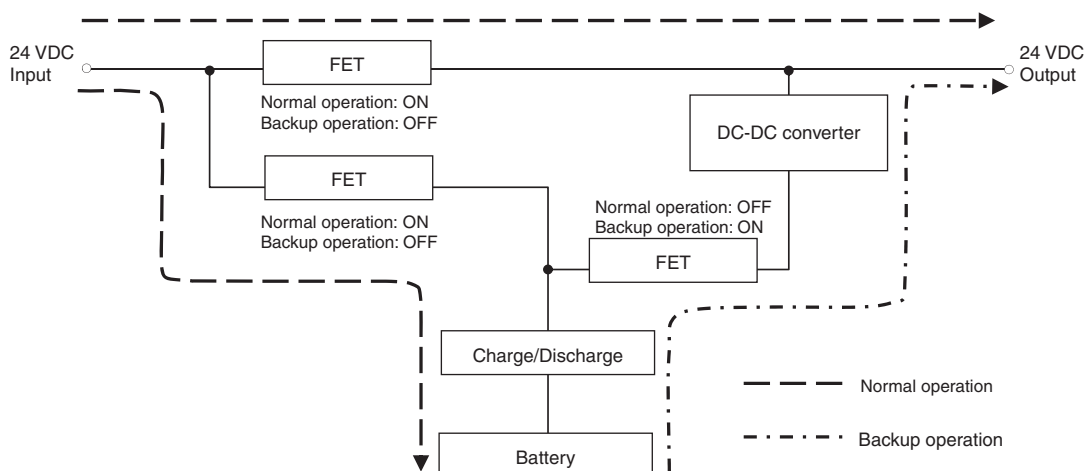 24 VDC
Input
FET
Normal operation: ON
Backup operation: OFF
24 VDC
Output
DC-DC converter
FET
Normal operation: ON
Backup operation: OFF
Normal operation: OFF
Backup operation: ON
FET
Charge/Discharge
Battery
Normal operation
Backup operation